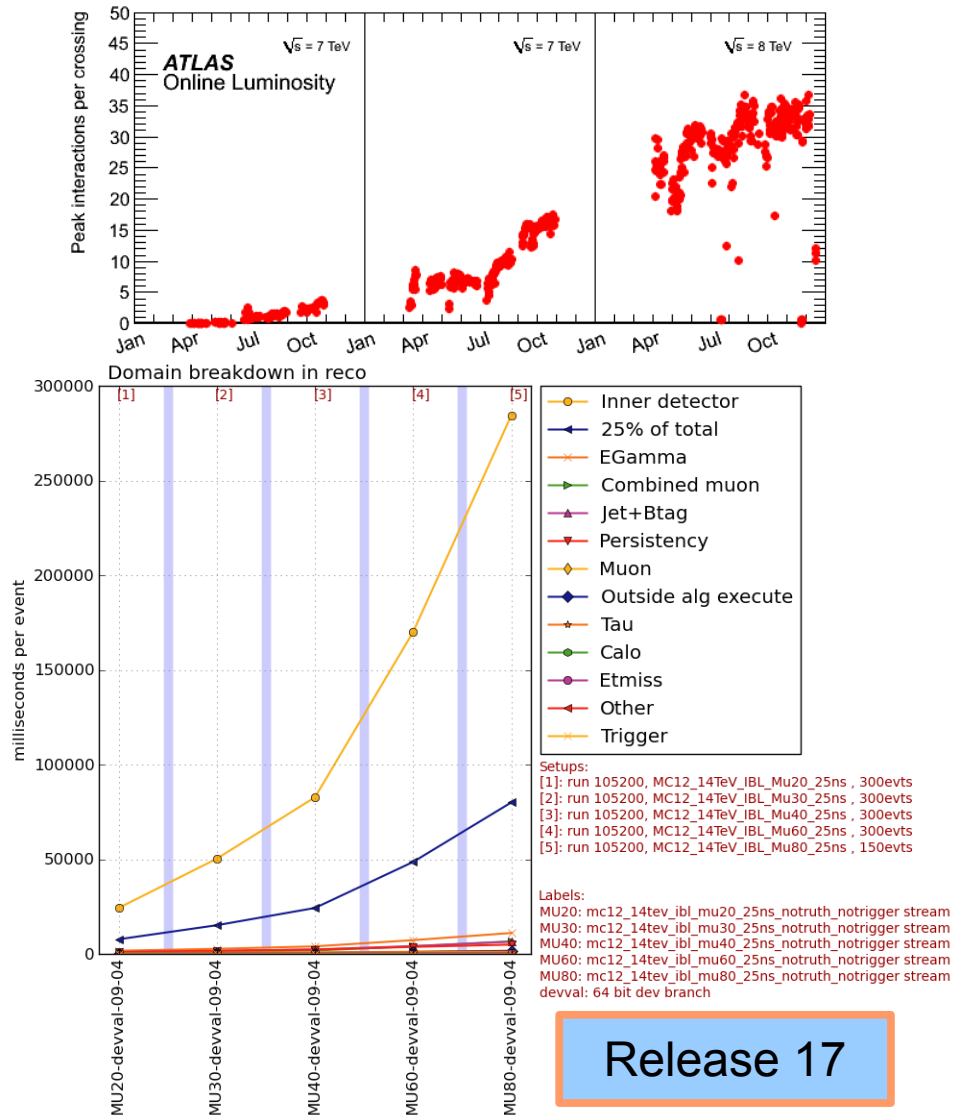 50
45
40
35
30
25
20
15
10
5
0
Peak interactions per crossing
ATLAS
Online Luminosity
√s = 7 TeV
√s = 7 TeV
√s = 8 TeV
Jan
Apr
Jul
Oct
Jan
Apr
Jul
Oct
Jan
Apr
Jul
Oct
Domain breakdown in reco
300000
250000
200000
150000
100000
50000
0
milliseconds per event
[1]
[2]
[3]
[4]
[5]
MU20-devval-09-04
MU30-devval-09-04
MU40-devval-09-04
MU60-devval-09-04
MU80-devval-09-04
Inner detector
25% of total
EGamma
Combined muon
Jet+Btag
Persistency
Muon
Outside alg execute
Tau
Calo
Etmiss
Other
Trigger
Setups:
[1]: run 105200, MC12_14TeV_IBL_Mu20_25ns , 300evts
[2]: run 105200, MC12_14TeV_IBL_Mu30_25ns , 300evts
[3]: run 105200, MC12_14TeV_IBL_Mu40_25ns , 300evts
[4]: run 105200, MC12_14TeV_IBL_Mu60_25ns , 300evts
[5]: run 105200, MC12_14TeV_IBL_Mu80_25ns , 150evts
Labels:
MU20: mc12_14tev_ibl_mu20_25ns_notruth_notrigger stream
MU30: mc12_14tev_ibl_mu30_25ns_notruth_notrigger stream
MU40: mc12_14tev_ibl_mu40_25ns_notruth_notrigger stream
MU60: mc12_14tev_ibl_mu60_25ns_notruth_notrigger stream
MU80: mc12_14tev_ibl_mu80_25ns_notruth_notrigger stream
devval: 64 bit dev branch
Release 17